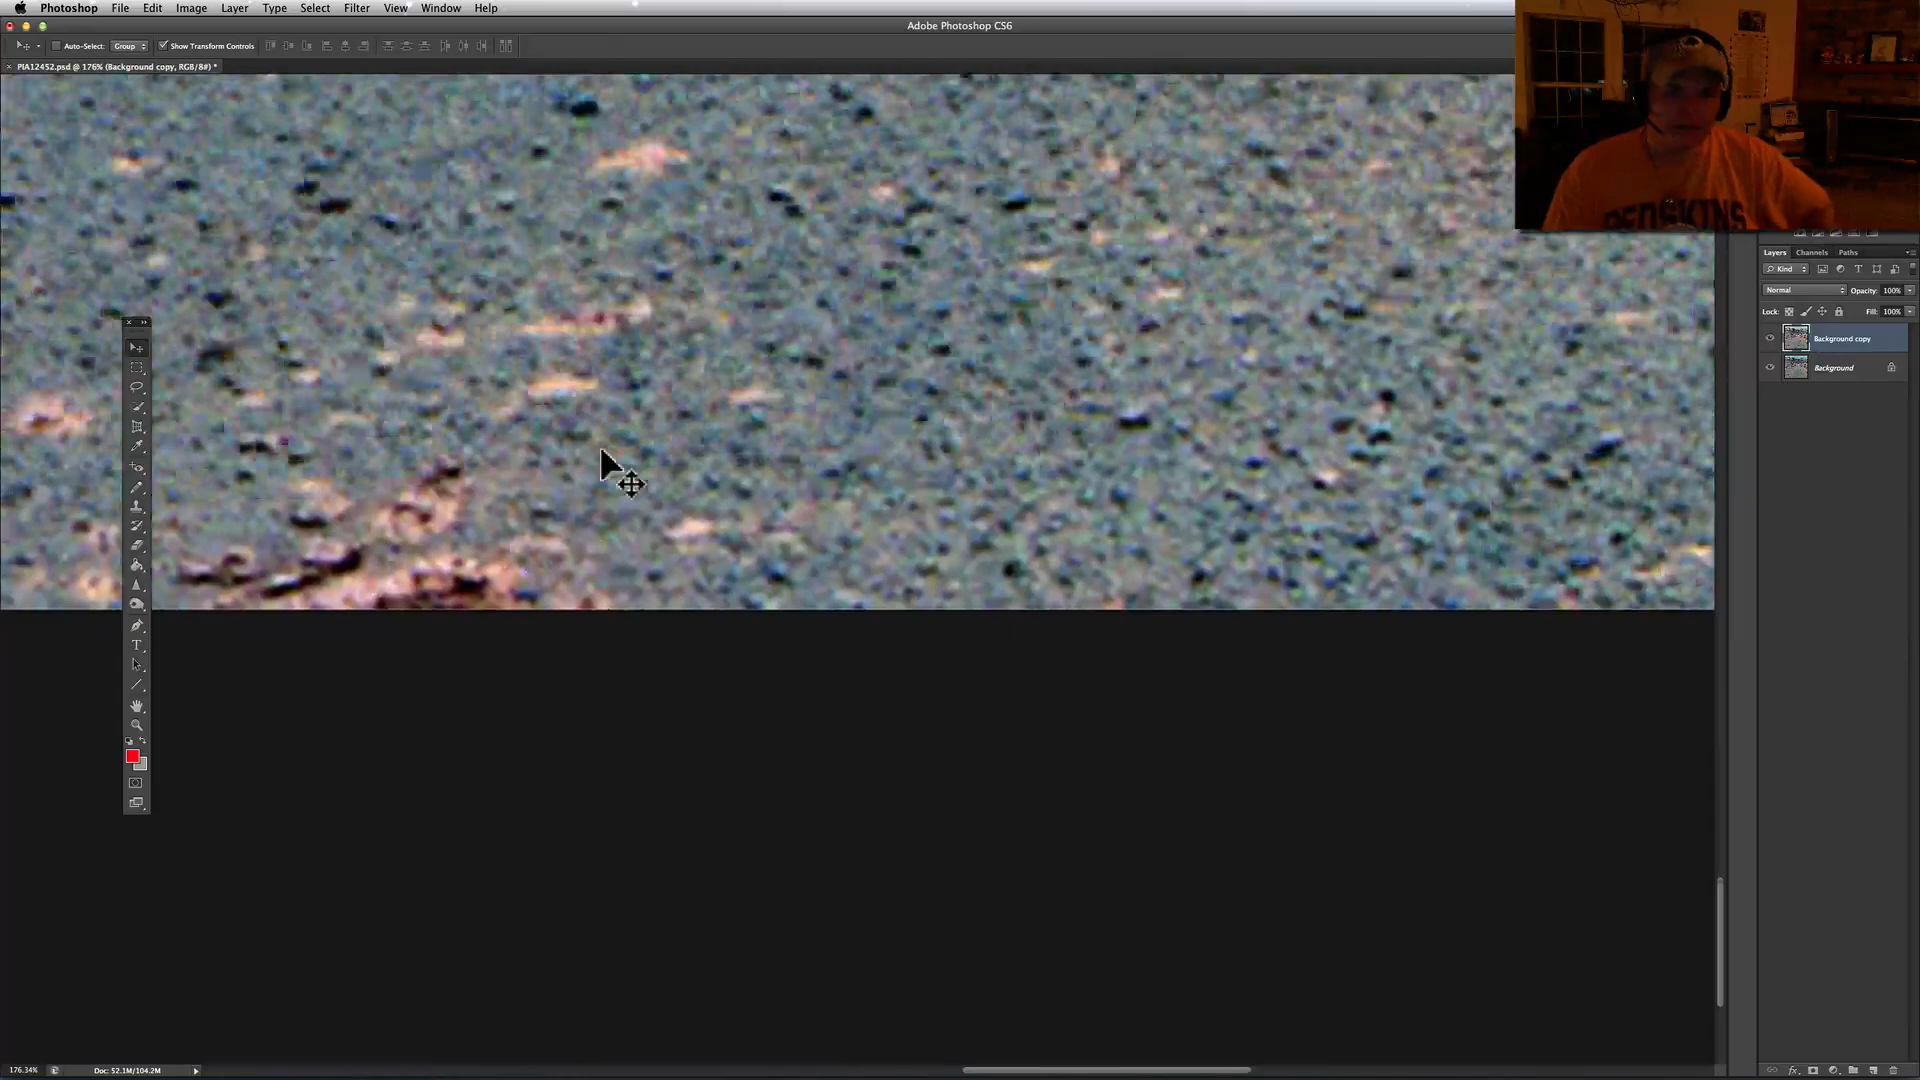 Photoshop File Edit Image Layer Type Select Filter View Window Help
Adobe Photoshop CS6
Auto-Select: Group Show Transform Controls
PIA12452.psd @ 176% (Background copy, RGB/8#) *
REDSKINS
Layers Channels Paths
Kind
Normal Opacity: 100%
Lock: Fill: 100%
Background copy
Background
176.34% Doc: 52.1M/104.2M